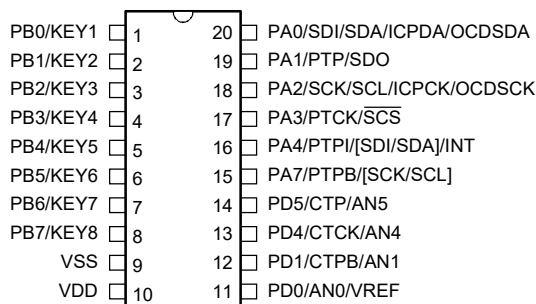 PB0/KEY1 1 20 PA0/SDI/SDA/ICPDA/OCDSDA
PB1/KEY2 2 19 PA1/PTP/SDO
PB2/KEY3 3 18 PA2/SCK/SCL/ICPCK/OCDSCK
PB3/KEY4 4 17 PA3/PTCK/S̅C̅S̅
PB4/KEY5 5 16 PA4/PTPI/[SDI/SDA]/INT
PB5/KEY6 6 15 PA7/PTPB/[SCK/SCL]
PB6/KEY7 7 14 PD5/CTP/AN5
PB7/KEY8 8 13 PD4/CTCK/AN4
VSS 9 12 PD1/CTPB/AN1
VDD 10 11 PD0/AN0/VREF